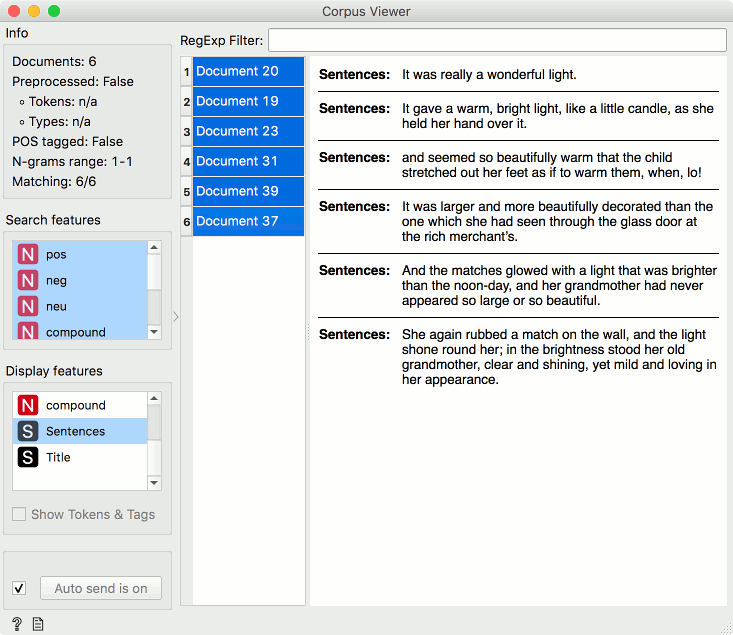 Corpus Viewer
Info
Documents: 6
Preprocessed: False
◦ Tokens: n/a
◦ Types: n/a
POS tagged: False
N-grams range: 1-1
Matching: 6/6
Search features
N pos
N neg
N neu
N compound
Display features
N compound
S Sentences
S Title
Show Tokens & Tags
Auto send is on
?
RegExp Filter:
1 Document 20
2 Document 19
3 Document 23
4 Document 31
5 Document 39
6 Document 37
Sentences: It was really a wonderful light.
Sentences: It gave a warm, bright light, like a little candle, as she
held her hand over it.
Sentences: and seemed so beautifully warm that the child
stretched out her feet as if to warm them, when, lo!
Sentences: It was larger and more beautifully decorated than the
one which she had seen through the glass door at
the rich merchant's.
Sentences: And the matches glowed with a light that was brighter
than the noon-day, and her grandmother had never
appeared so large or so beautiful.
Sentences: She again rubbed a match on the wall, and the light
shone round her; in the brightness stood her old
grandmother, clear and shining, yet mild and loving in
her appearance.